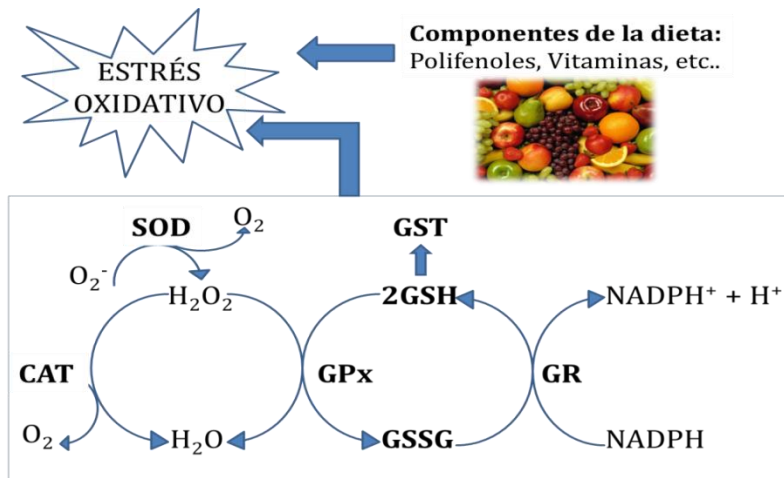 Componentes de la dieta:
Polifenoles, Vitaminas, etc..
ESTRÉS
OXIDATIVO
SOD
O₂
GST
O₂⁻
H₂O₂
2GSH
NADPH⁺ + H⁺
CAT
GPx
GR
O₂
H₂O
GSSG
NADPH